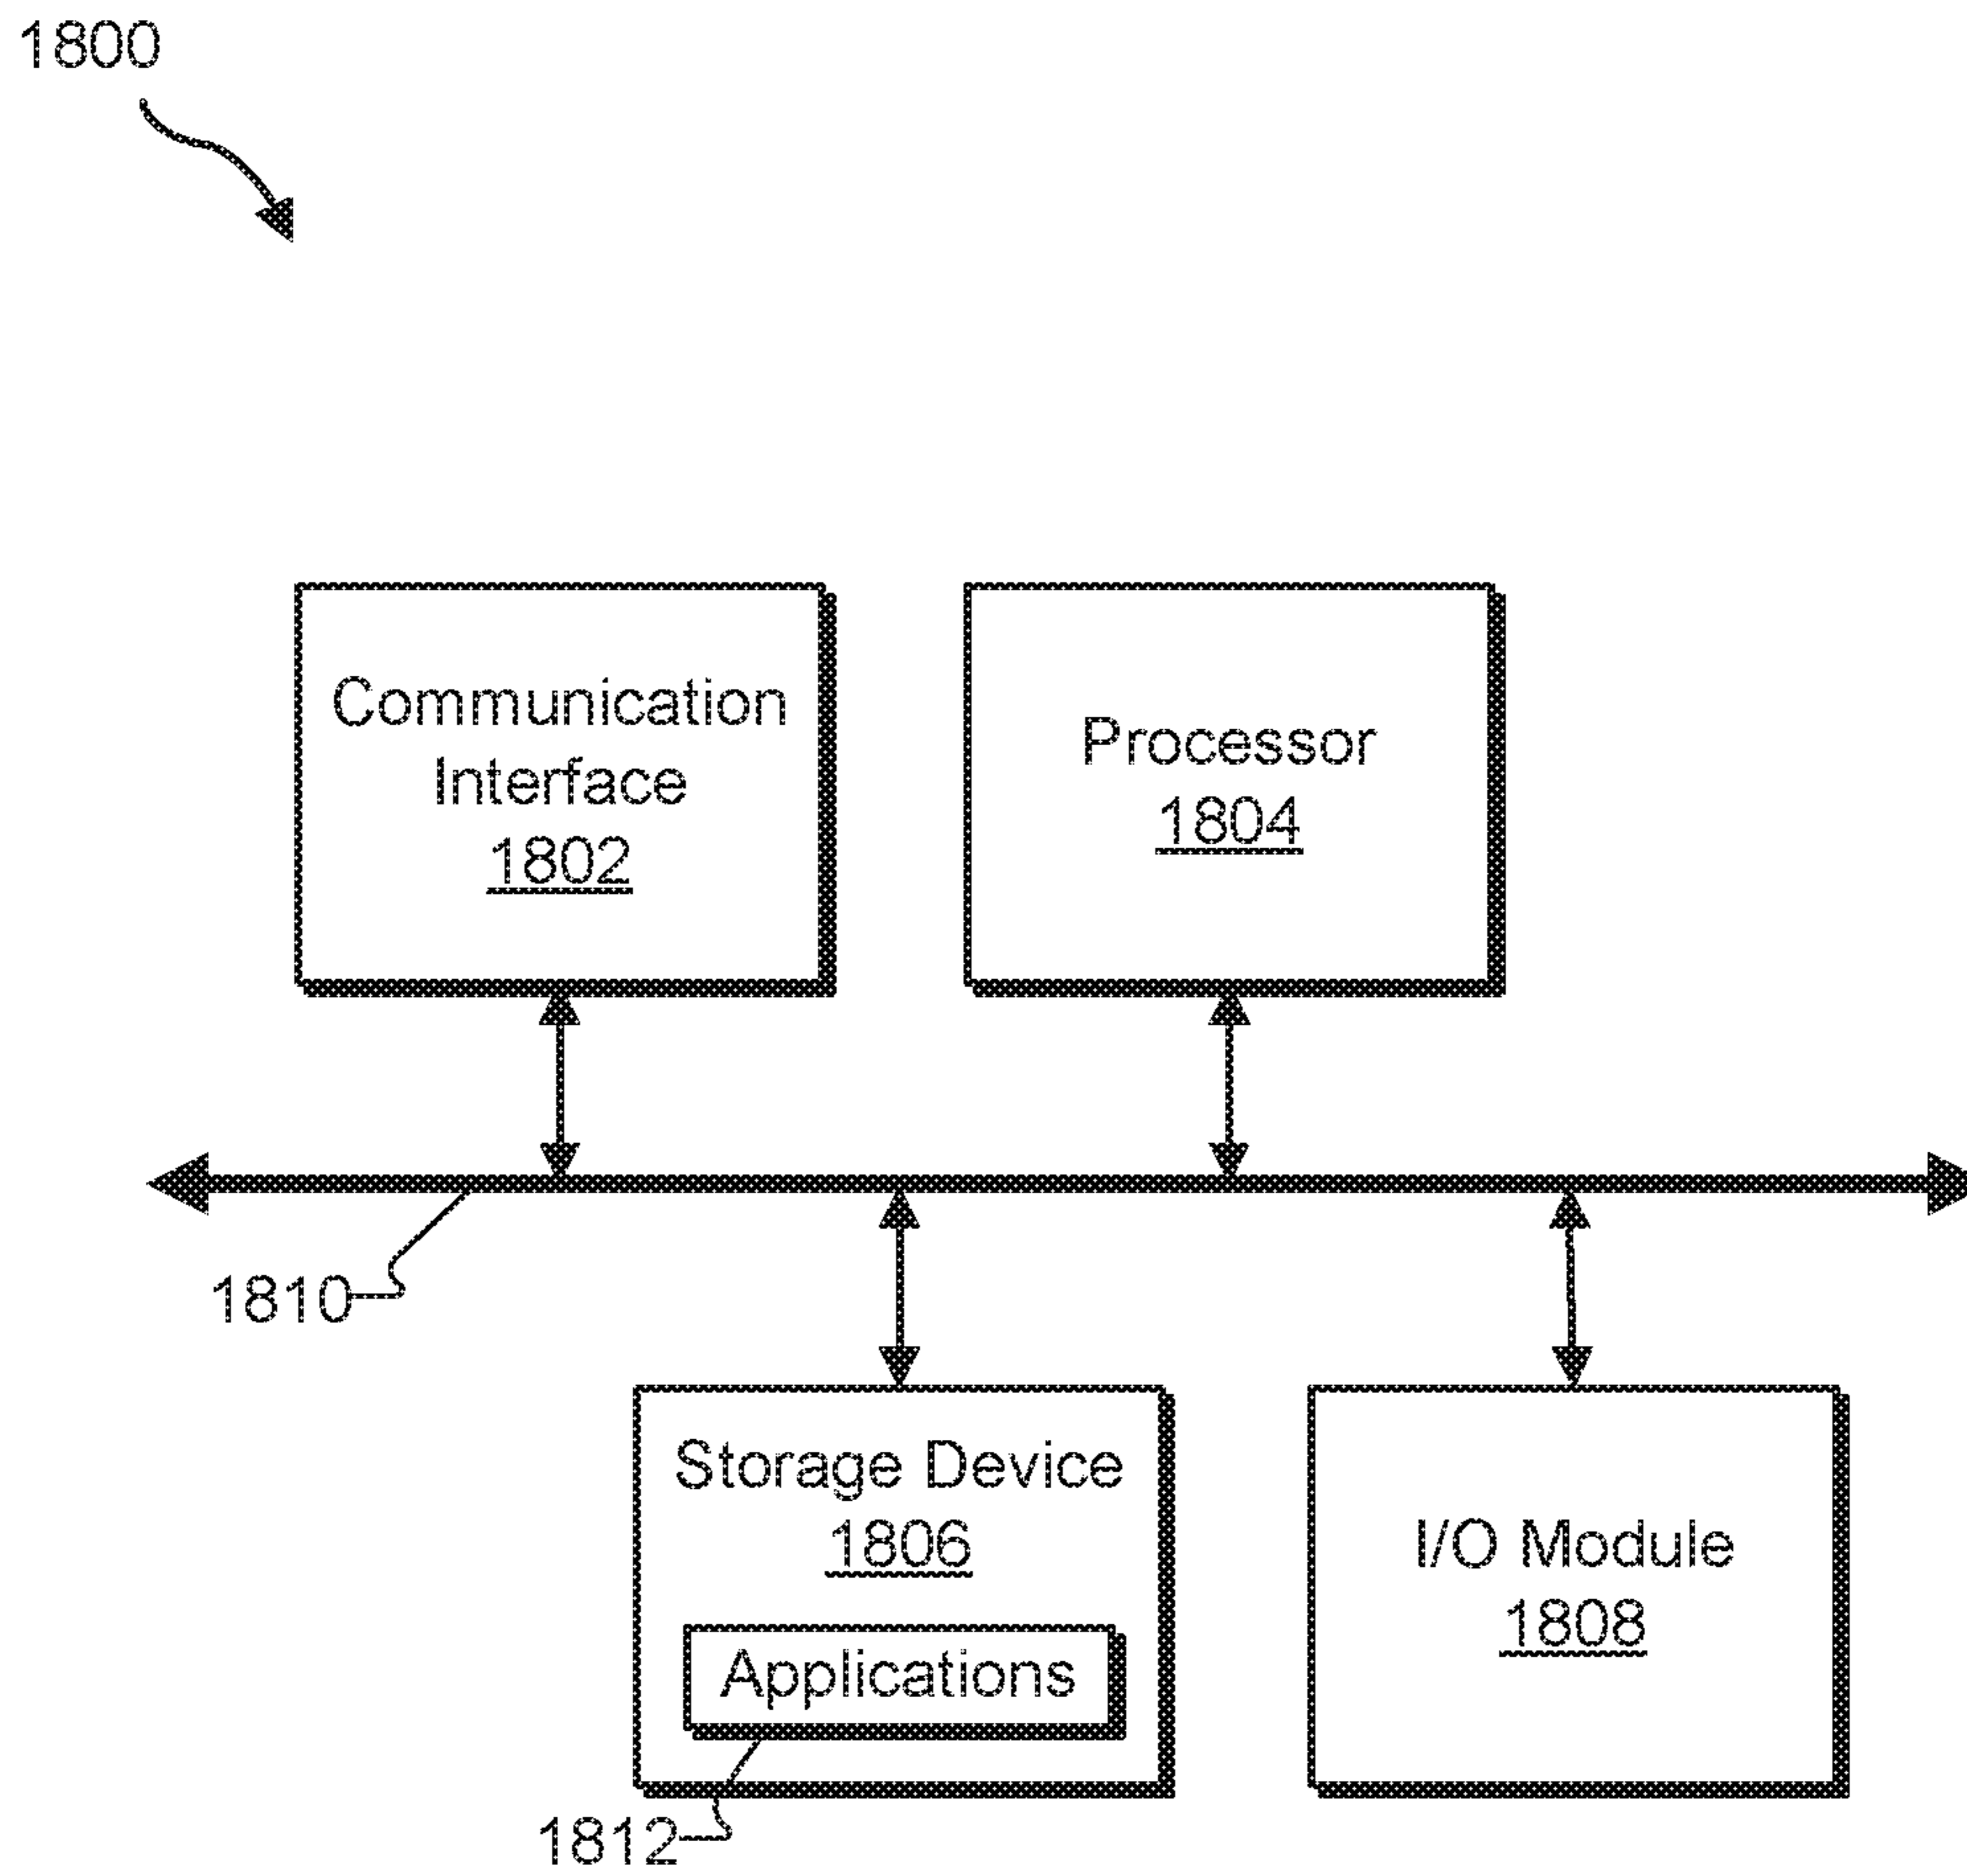 1800
Communication
Interface
1802
Processor
1804
1810
Storage Device
1806
Applications
1812
I/O Module
1808